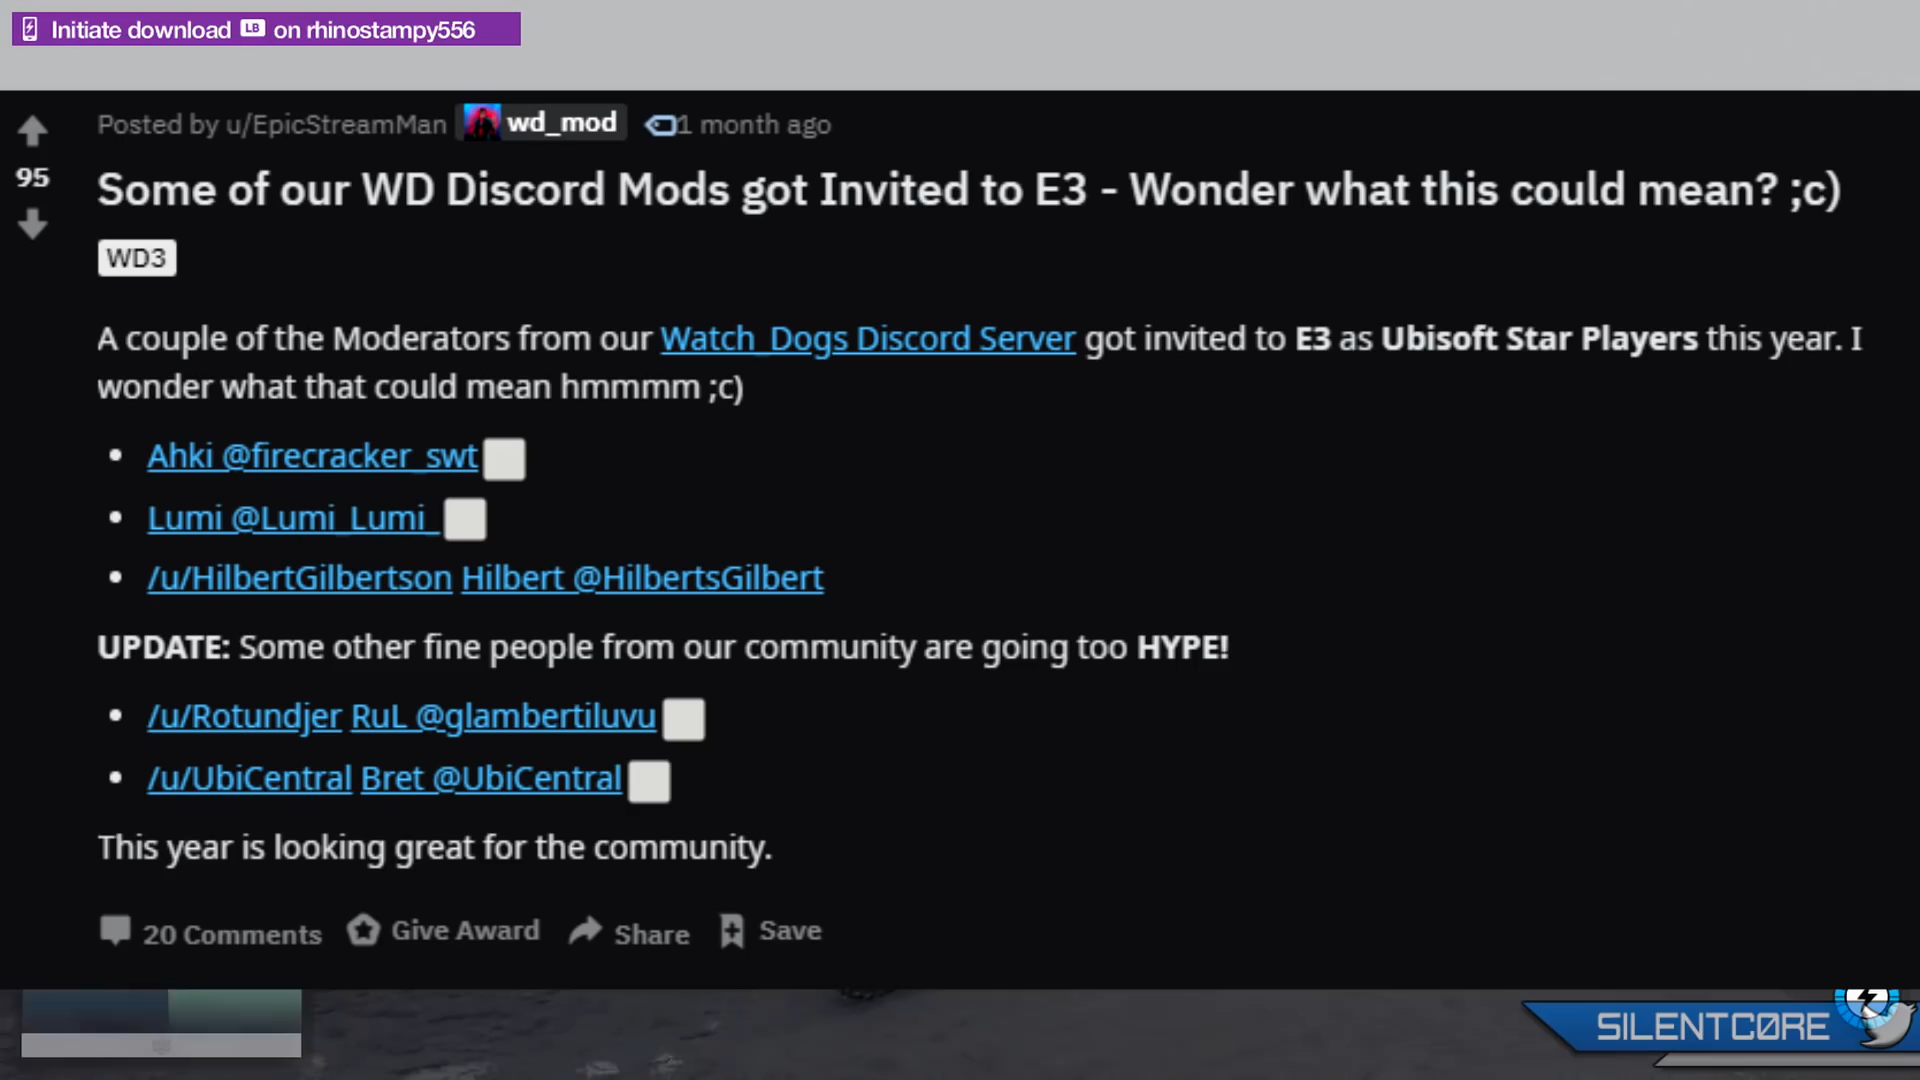 Initiate download LB on rhinostampy556
Posted by u/EpicStreamMan wd_mod 1 month ago
95
Some of our WD Discord Mods got Invited to E3 - Wonder what this could mean? ;c)
WD3
A couple of the Moderators from our Watch_Dogs Discord Server got invited to E3 as Ubisoft Star Players this year. I
wonder what that could mean hmmmm ;c)
• Ahki @firecracker_swt
• Lumi @Lumi_Lumi_
• /u/HilbertGilbertson Hilbert @HilbertsGilbert
UPDATE: Some other fine people from our community are going too HYPE!
• /u/Rotundjer RuL @glambertiluvu
• /u/UbiCentral Bret @UbiCentral
This year is looking great for the community.
20 Comments Give Award Share Save
SILENTCØRE